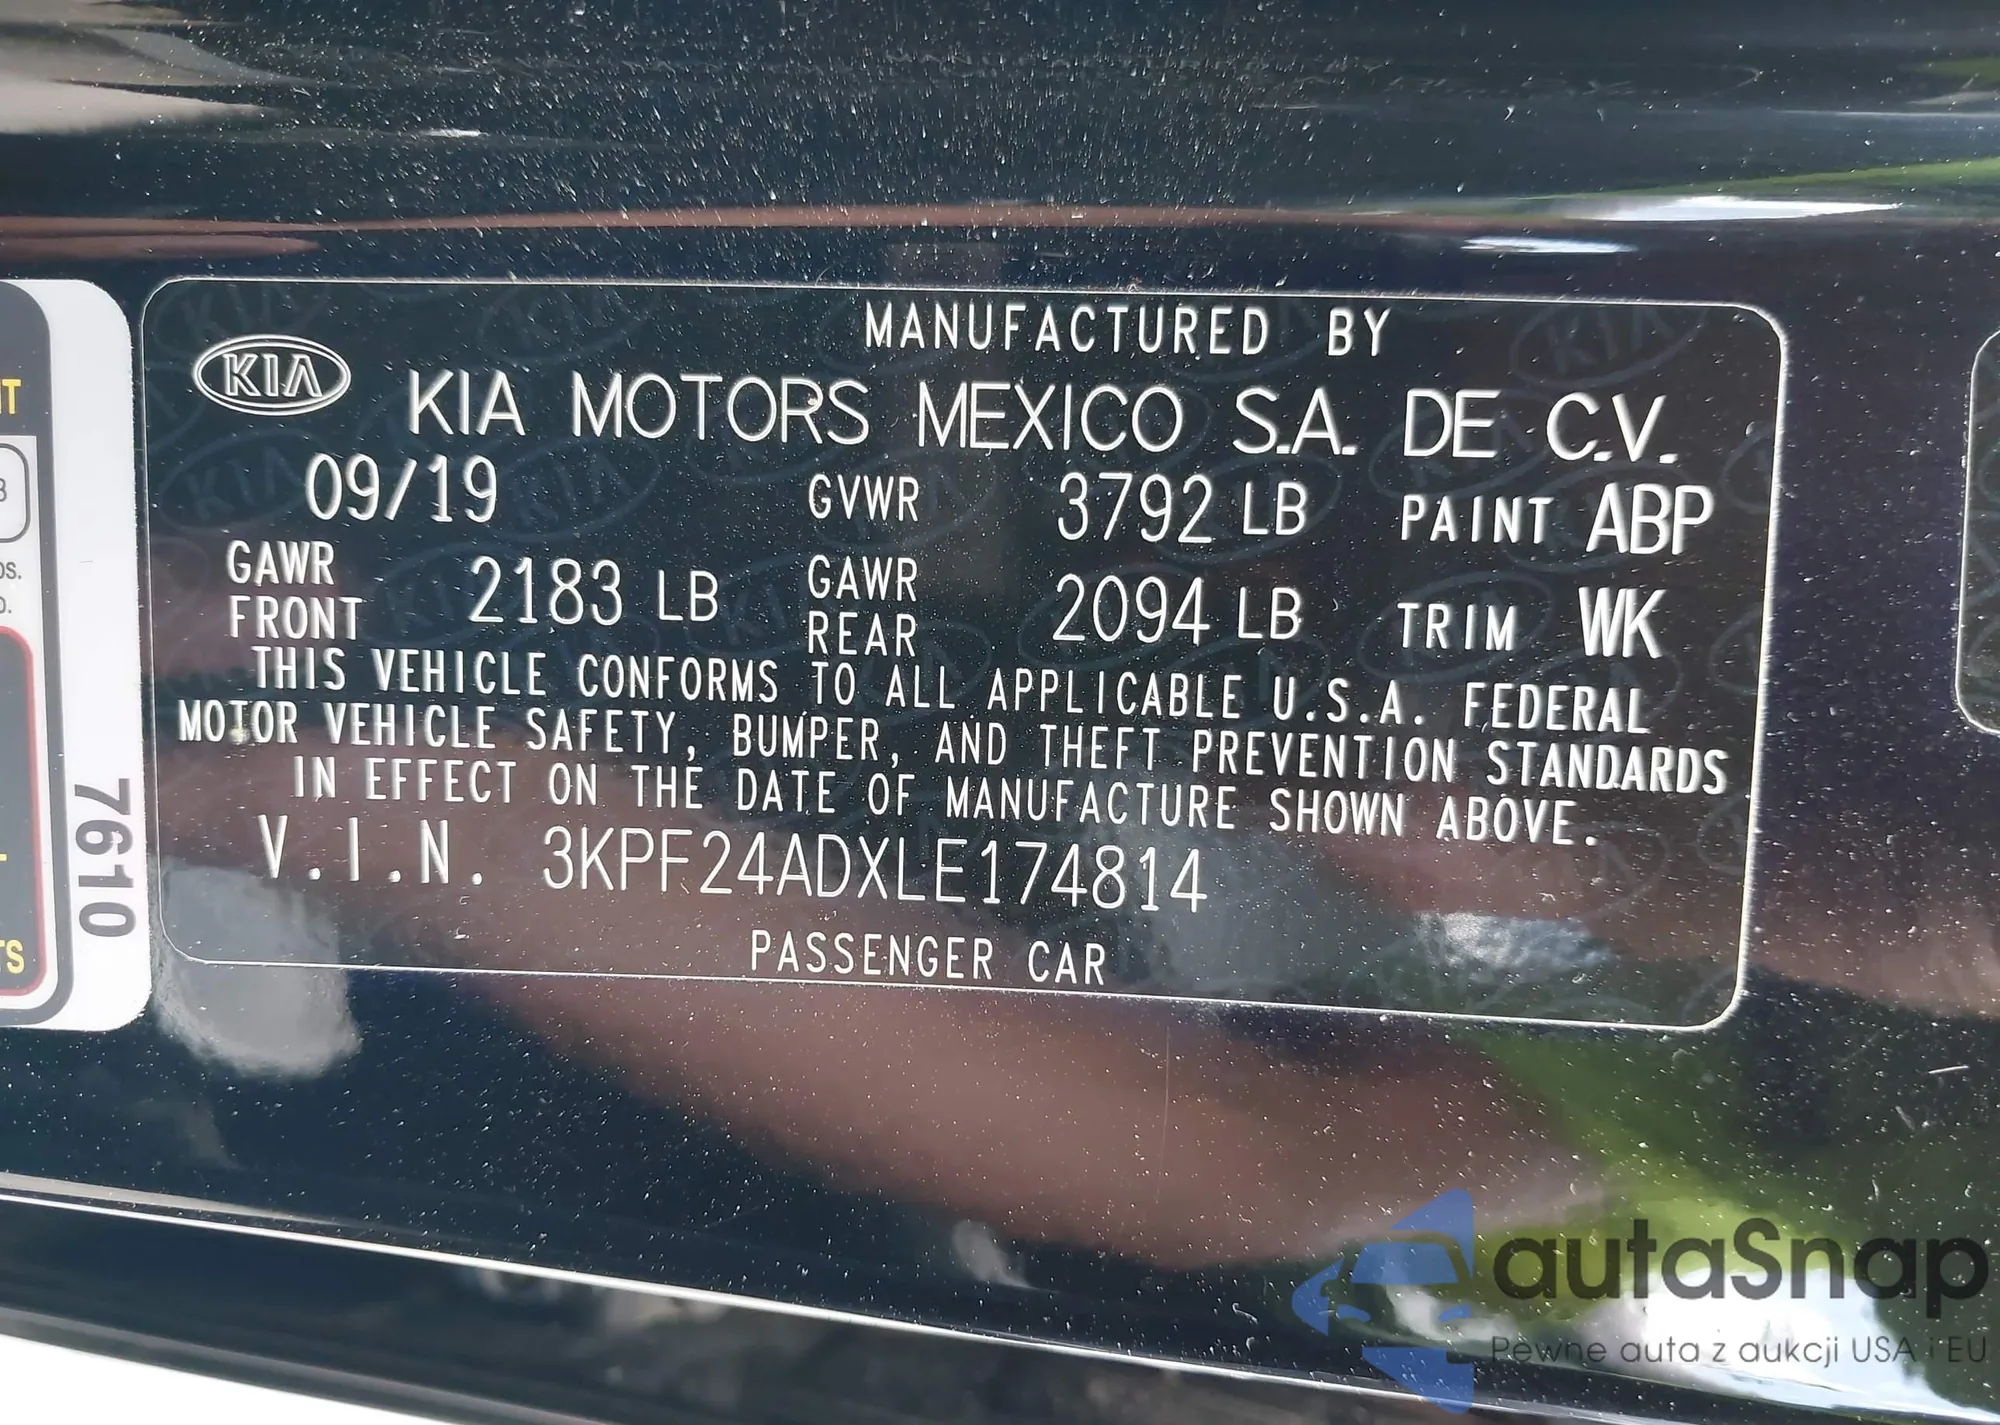 MANUFACTURED BY
KIA
KIA MOTORS MEXICO S.A. DE C.V.
09/19 GVWR 3792 LB PAINT ABP
GAWR FRONT 2183 LB GAWR REAR 2094 LB TRIM WK
THIS VEHICLE CONFORMS TO ALL APPLICABLE U.S.A. FEDERAL
MOTOR VEHICLE SAFETY, BUMPER, AND THEFT PREVENTION STANDARDS
IN EFFECT ON THE DATE OF MANUFACTURE SHOWN ABOVE.
V.I.N. 3KPF24ADXLE174814
PASSENGER CAR
7610
autaSnap
Pewne auta z aukcji USA i EU